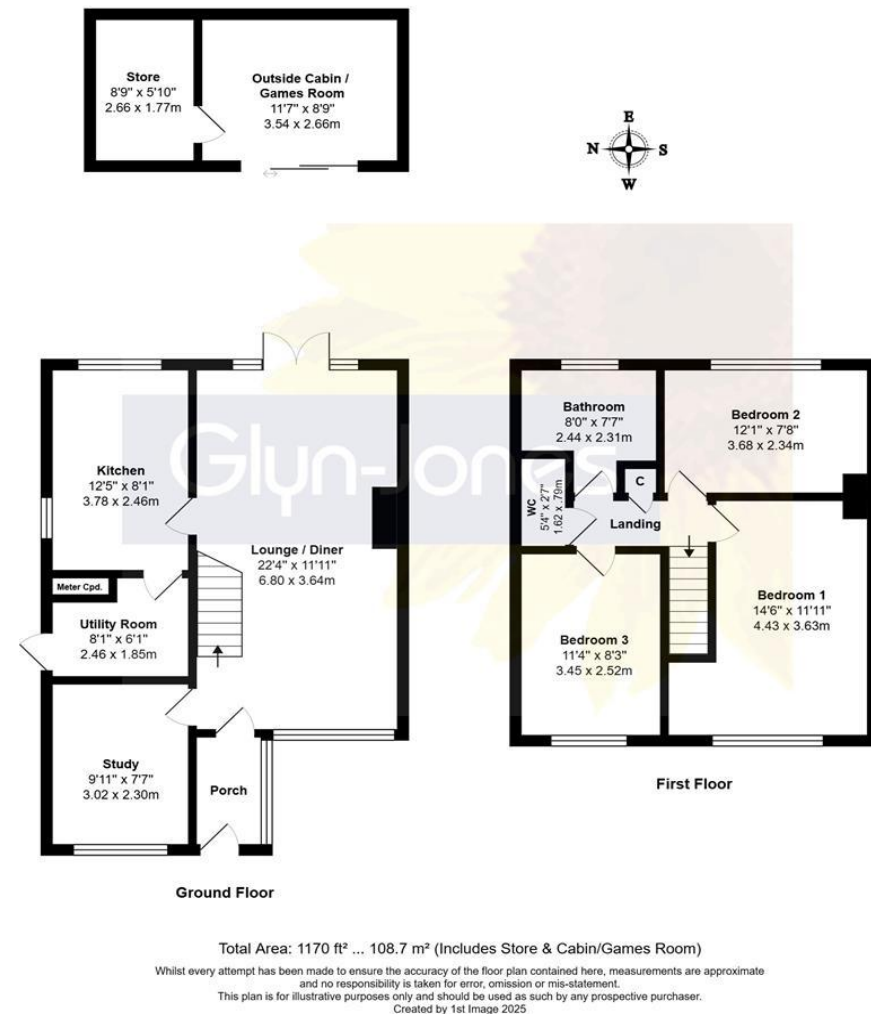 Store
8'9" x 5'10"
2.66 x 1.77m
Outside Cabin /
Games Room
11'7" x 8'9"
3.54 x 2.66m
E
N
S
W
Glyn-Jones
Kitchen
12'5" x 8'1"
3.78 x 2.46m
Lounge / Diner
22'4" x 11'11"
6.80 x 3.64m
Meter Cpd.
Utility Room
8'1" x 6'1"
2.46 x 1.85m
Study
9'11" x 7'7"
3.02 x 2.30m
Porch
Ground Floor
Bathroom
8'0" x 7'7"
2.44 x 2.31m
Bedroom 2
12'1" x 7'8"
3.68 x 2.34m
WC
5'4" x 2'7"
1.62 x .79m
C
Landing
Bedroom 1
14'6" x 11'11"
4.43 x 3.63m
Bedroom 3
11'4" x 8'3"
3.45 x 2.52m
First Floor
Total Area: 1170 ft² ... 108.7 m² (Includes Store & Cabin/Games Room)
Whilst every attempt has been made to ensure the accuracy of the floor plan contained here, measurements are approximate
and no responsibility is taken for error, omission or mis-statement.
This plan is for illustrative purposes only and should be used as such by any prospective purchaser.
Created by 1st Image 2025